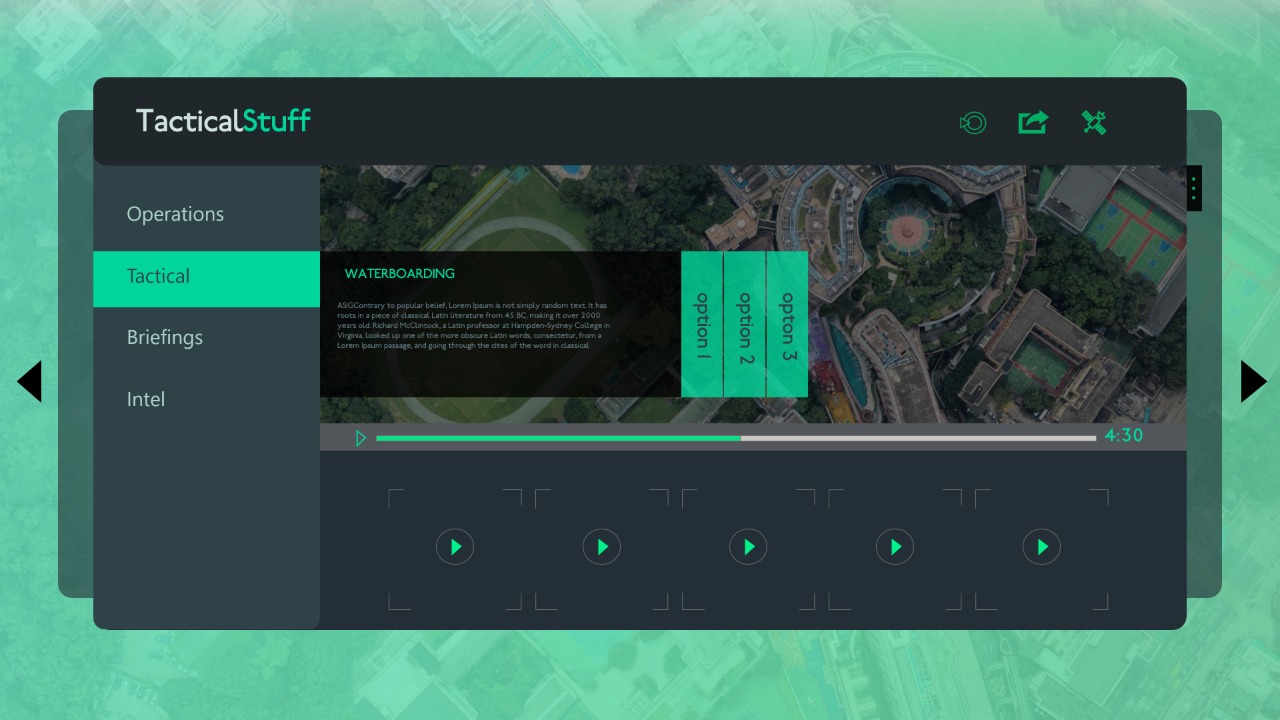 TacticalStuff
Operations
Tactical
Briefings
Intel
WATERBOARDING
ASIGContrary to popular belief, Lorem Ipsum is not simply random text. It has
roots in a piece of classical Latin literature from 45 BC, making it over 2000
years old. Richard McClintock, a Latin professor at Hampden-Sydney College in
Virginia, looked up one of the more obscure Latin words, consectetur, from a
Lorem Ipsum passage, and going through the cites of the word in classical
option 1
option 2
opton 3
4:30